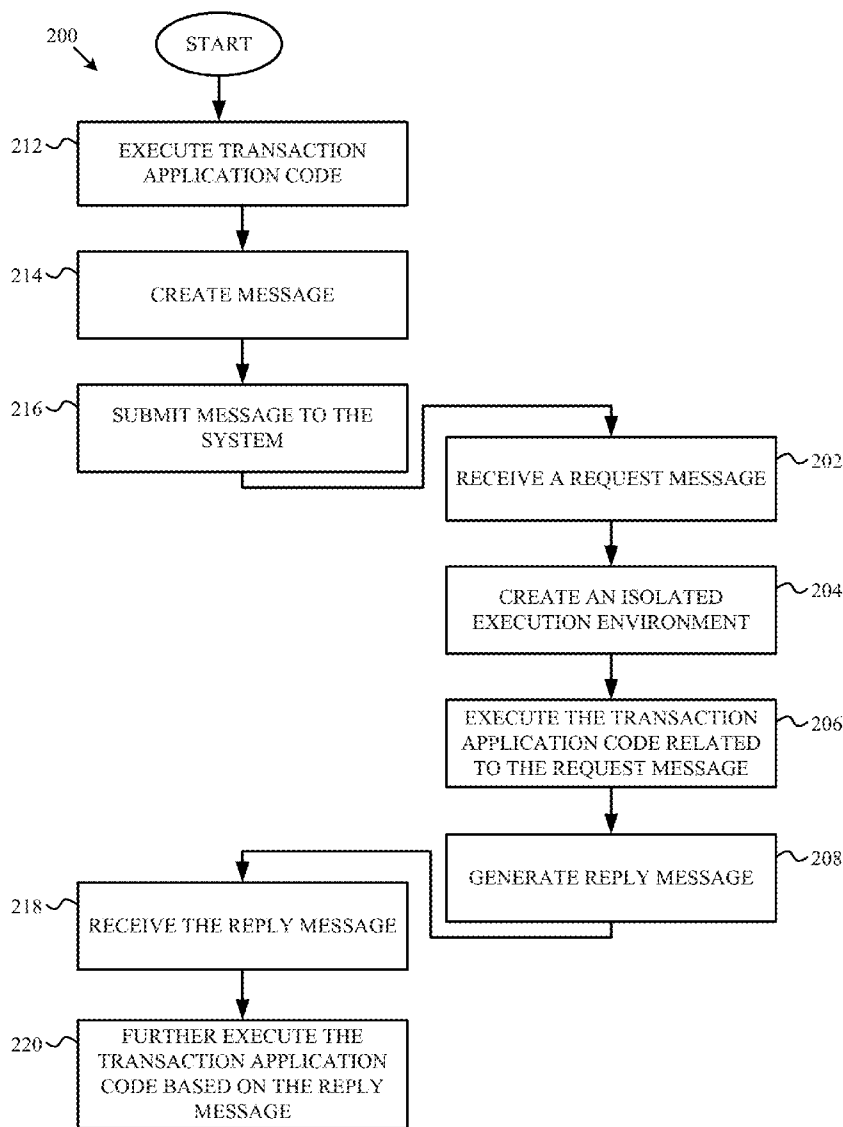 200
START
212
EXECUTE TRANSACTION
APPLICATION CODE
214
CREATE MESSAGE
216
SUBMIT MESSAGE TO THE
SYSTEM
RECEIVE A REQUEST MESSAGE
202
CREATE AN ISOLATED
EXECUTION ENVIRONMENT
204
EXECUTE THE TRANSACTION
APPLICATION CODE RELATED
TO THE REQUEST MESSAGE
206
GENERATE REPLY MESSAGE
208
218
RECEIVE THE REPLY MESSAGE
220
FURTHER EXECUTE THE
TRANSACTION APPLICATION
CODE BASED ON THE REPLY
MESSAGE